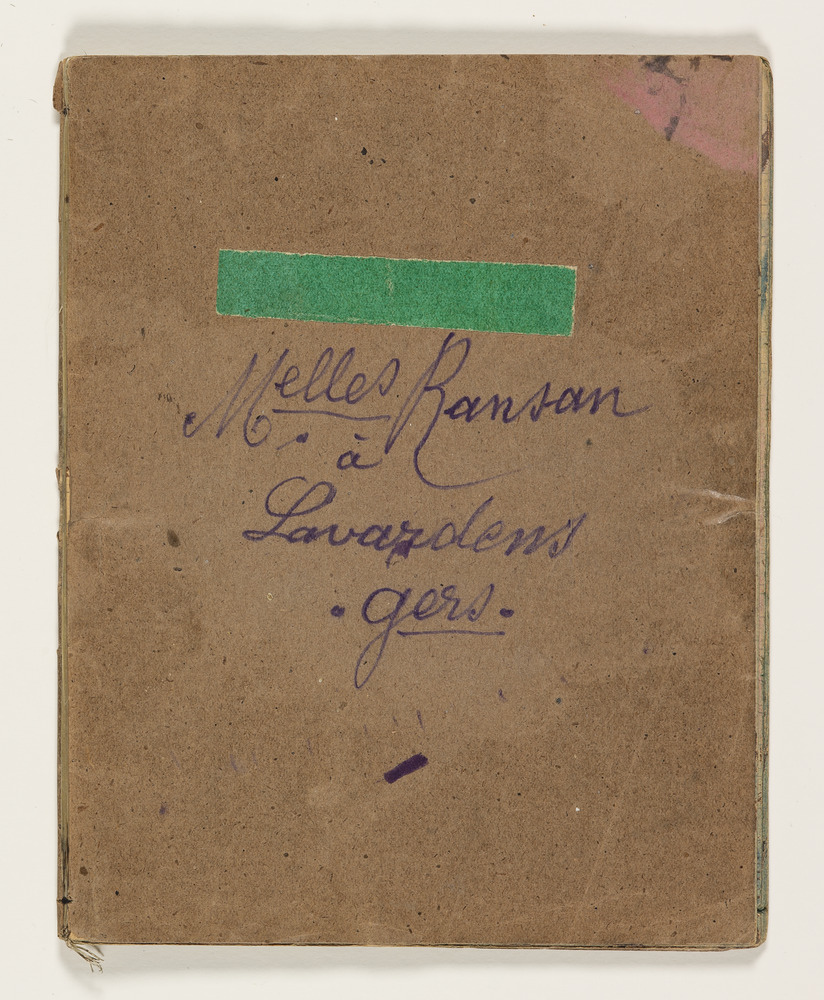 Melles Ransan
à
Lavardens
. gers.